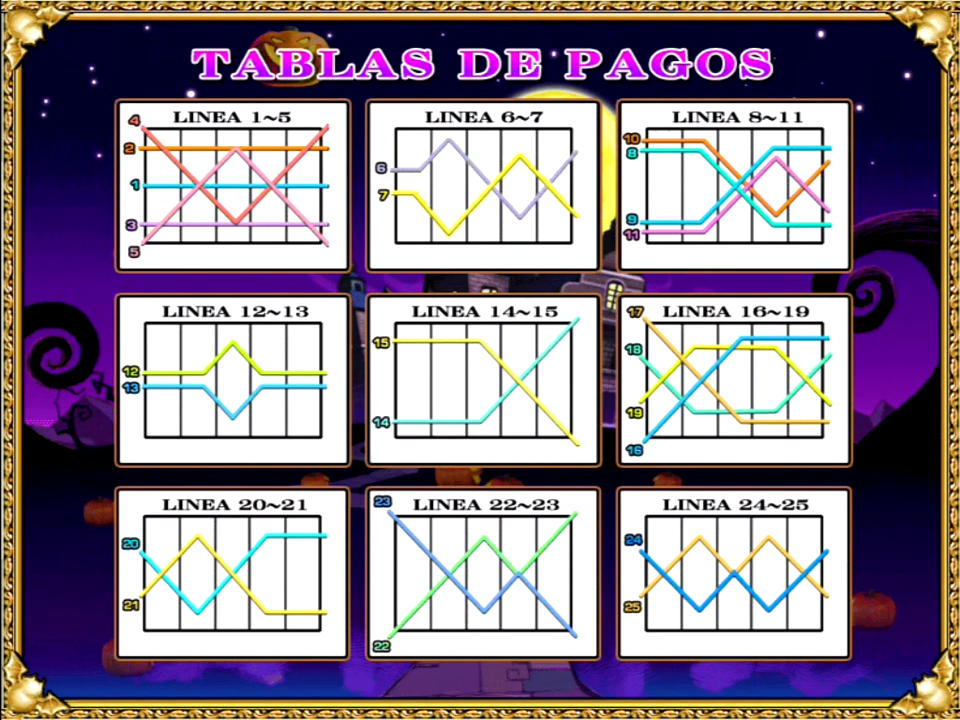 TABLAS DE PAGOS
LINEA 1~5
4
2
1
3
5
LINEA 6~7
6
7
LINEA 8~11
10
8
9
11
LINEA 12~13
12
13
LINEA 14~15
15
14
LINEA 16~19
17
18
19
16
LINEA 20~21
20
21
LINEA 22~23
23
22
LINEA 24~25
24
25